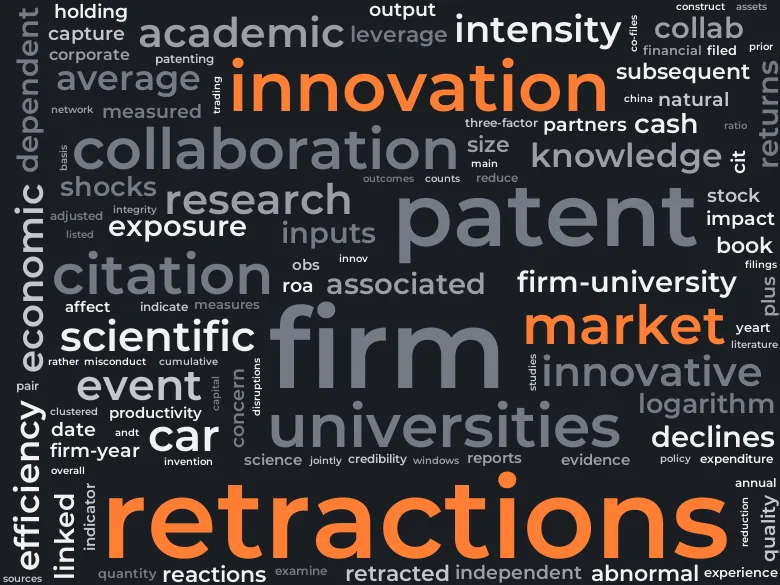 dependent
holding
capture
corporate
academic
patenting
output
leverage
intensity
co-files
construct
assets
collab
financial
filed
prior
average
trading
innovation
subsequent
network
measured
china
natural
returns
three-factor
partners
cash
ratio
basis
collaboration
size
main
knowledge
cit
shocks
outcomes
counts
reduce
research
integrity
adjusted
listed
exposure
inputs
patent
stock
impact
book
economic
citation
obs
innov
roa
associated
firm-university
filings
plus
affect
indicate
measures
scientific
firm
market
yeart
literature
rather
misconduct
cumulative
pair
event
capital
concern
disruptions
studies
innovative
logarithm
efficiency
clustered
productivity
date
andt
car
firm-year
invention
overall
universities
declines
science
jointly
credibility
windows
reports
evidence
policy
expenditure
linked
indicator
retractions
annual
reduction
quality
sources
quantity
reactions
examine
retracted
independent
abnormal
experience